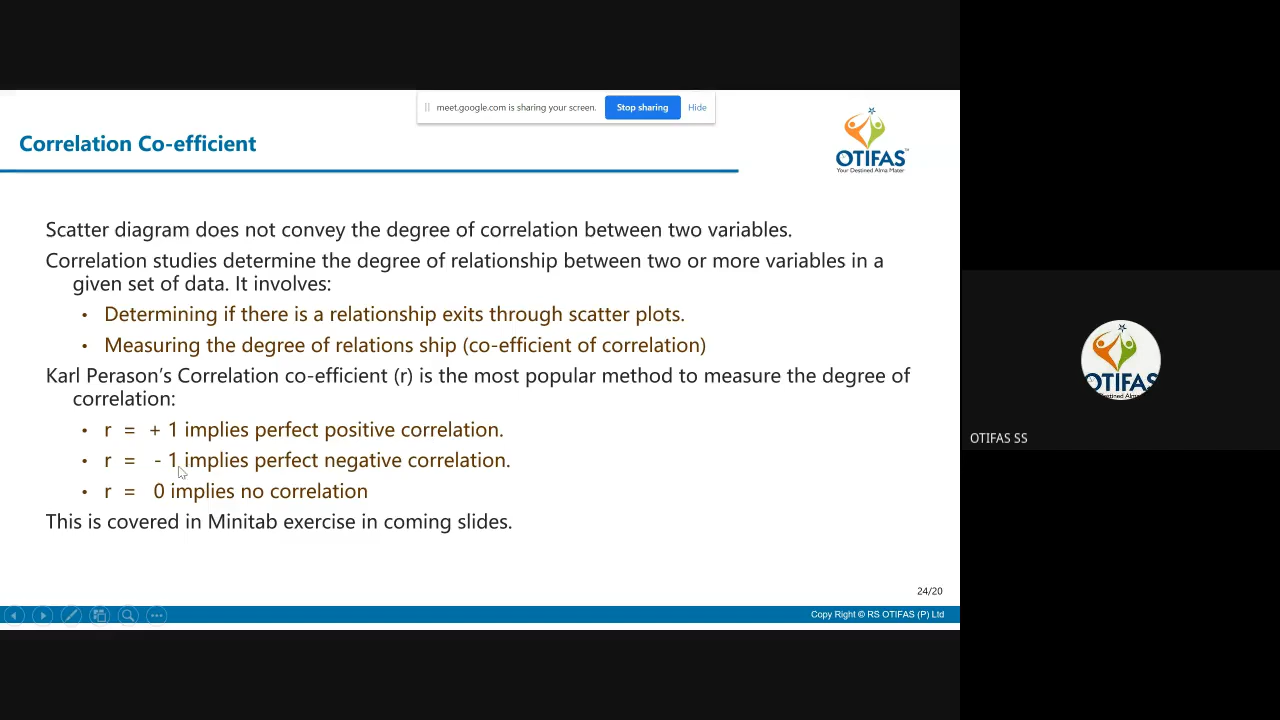 meet.google.com is sharing your screen. Stop sharing Hide
Correlation Co-efficient
OTIFAS™
Your Destined Alma Mater
Scatter diagram does not convey the degree of correlation between two variables.
Correlation studies determine the degree of relationship between two or more variables in a
given set of data. It involves:
• Determining if there is a relationship exits through scatter plots.
• Measuring the degree of relations ship (co-efficient of correlation)
Karl Perason’s Correlation co-efficient (r) is the most popular method to measure the degree of
correlation:
• r = + 1 implies perfect positive correlation.
• r = - 1 implies perfect negative correlation.
• r = 0 implies no correlation
This is covered in Minitab exercise in coming slides.
24/20
Copy Right © RS OTIFAS (P) Ltd
OTIFAS
OTIFAS SS